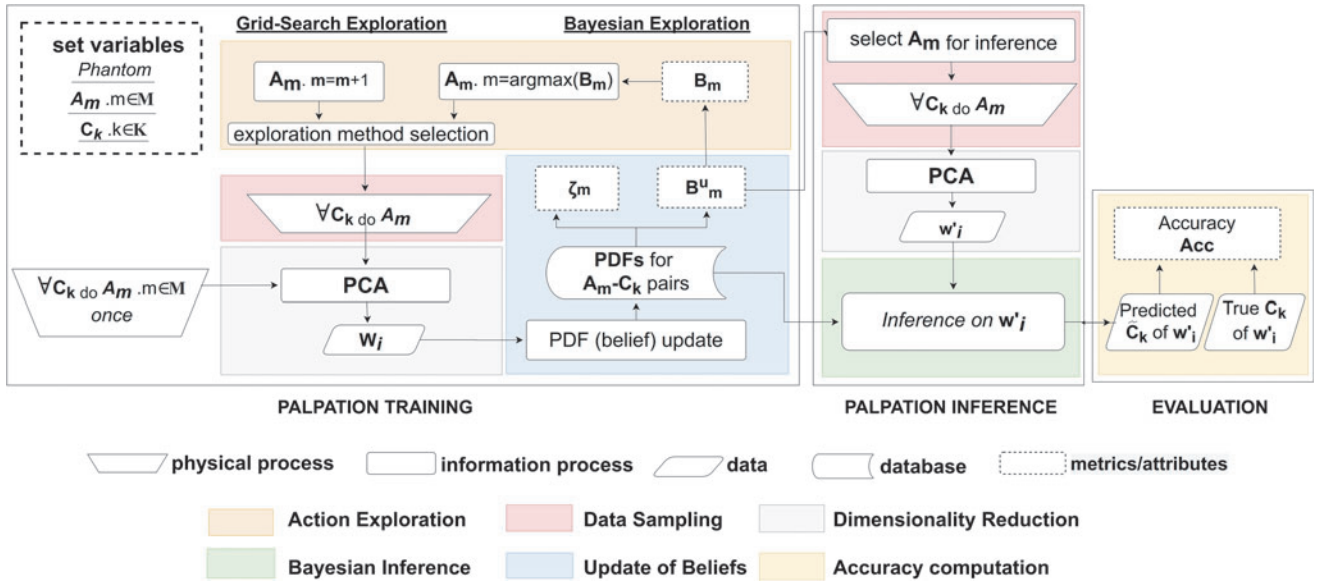 Grid-Search Exploration
Bayesian Exploration
set variables
Phantom
Aₘ .m∈M
Cₖ .k∈K
Aₘ. m=m+1
Aₘ. m=argmax(Bₘ)
Bₘ
exploration method selection
∀Cₖ do Aₘ
∀Cₖ do Aₘ .m∈M
once
PCA
Wᵢ
ζₘ
Bᵘₘ
PDFs for
Aₘ-Cₖ pairs
PDF (belief) update
select Aₘ for inference
∀Cₖ do Aₘ
PCA
w'ᵢ
Inference on w'ᵢ
Accuracy
Acc
Predicted
C̃ₖ of w'ᵢ
True Cₖ
of w'ᵢ
PALPATION TRAINING
PALPATION INFERENCE
EVALUATION
physical process
information process
data
database
metrics/attributes
Action Exploration
Data Sampling
Dimensionality Reduction
Bayesian Inference
Update of Beliefs
Accuracy computation